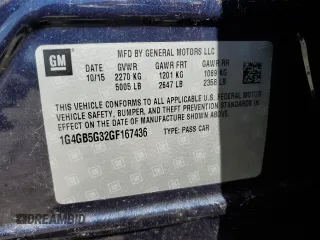 GM
MFD BY GENERAL MOTORS LLC
DATE GVWR GAWR FRT GAWR RR
10/15 2270 KG 1201 KG 1069 KG
5005 LB 2647 LB 2358 LB
THIS VEHICLE CONFORMS TO ALL APPLICABLE U.S. FEDERAL MOTOR
VEHICLE SAFETY, BUMPER, AND THEFT PREVENTION STANDARDS IN
EFFECT ON THE DATE OF MANUFACTURE SHOWN ABOVE.
1G4GB5G32GF167436 TYPE: PASS CAR
DREAMBID